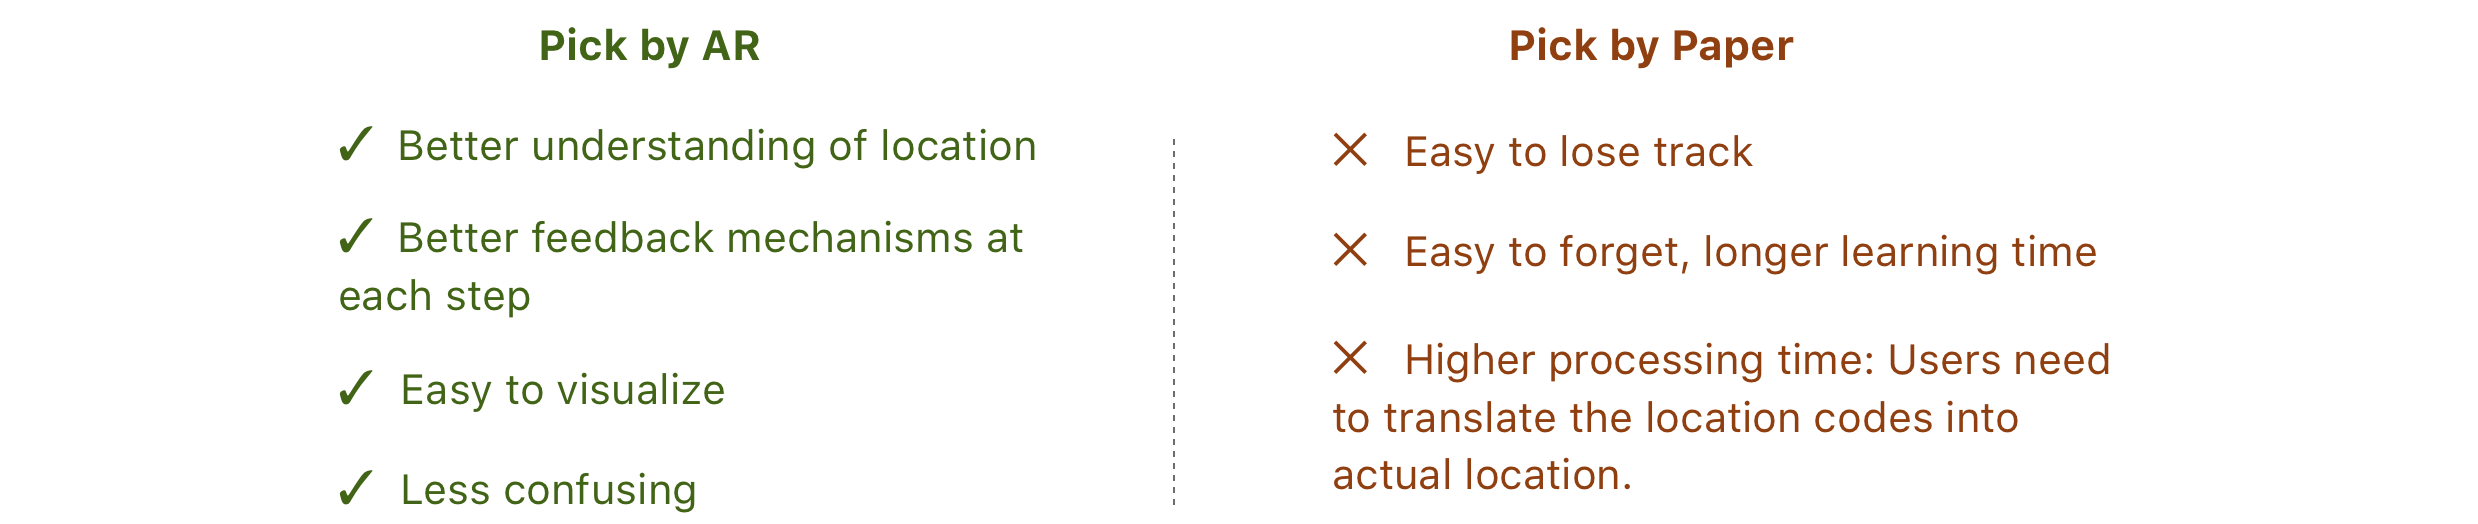 Pick by AR
✓ Better understanding of location
✓ Better feedback mechanisms at
each step
✓ Easy to visualize
✓ Less confusing
Pick by Paper
✕ Easy to lose track
✕ Easy to forget, longer learning time
✕ Higher processing time: Users need
to translate the location codes into
actual location.